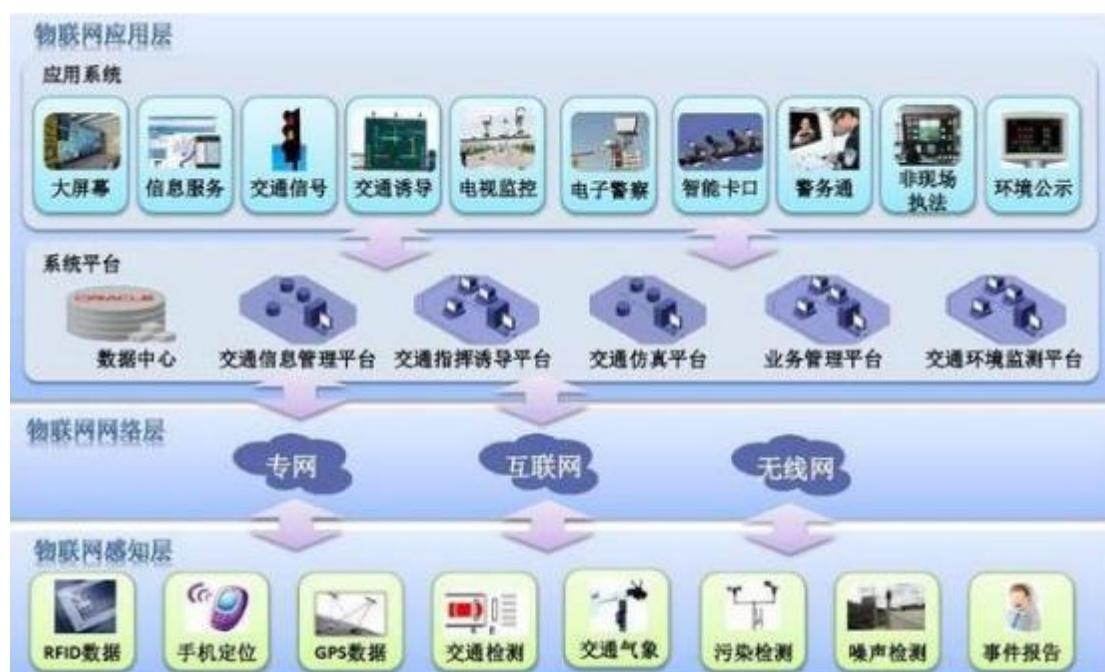 物联网应用层
应用系统
大屏幕
信息服务
交通信号
交通诱导
电视监控
电子警察
智能卡口
警务通
非现场
执法
环境公示
系统平台
ORACLE
数据中心
交通信息管理平台
交通指挥诱导平台
交通仿真平台
业务管理平台
交通环境监测平台
物联网网络层
专网
互联网
无线网
物联网感知层
RFID数据
手机定位
GPS数据
交通检测
交通气象
污染检测
噪声检测
事件报告